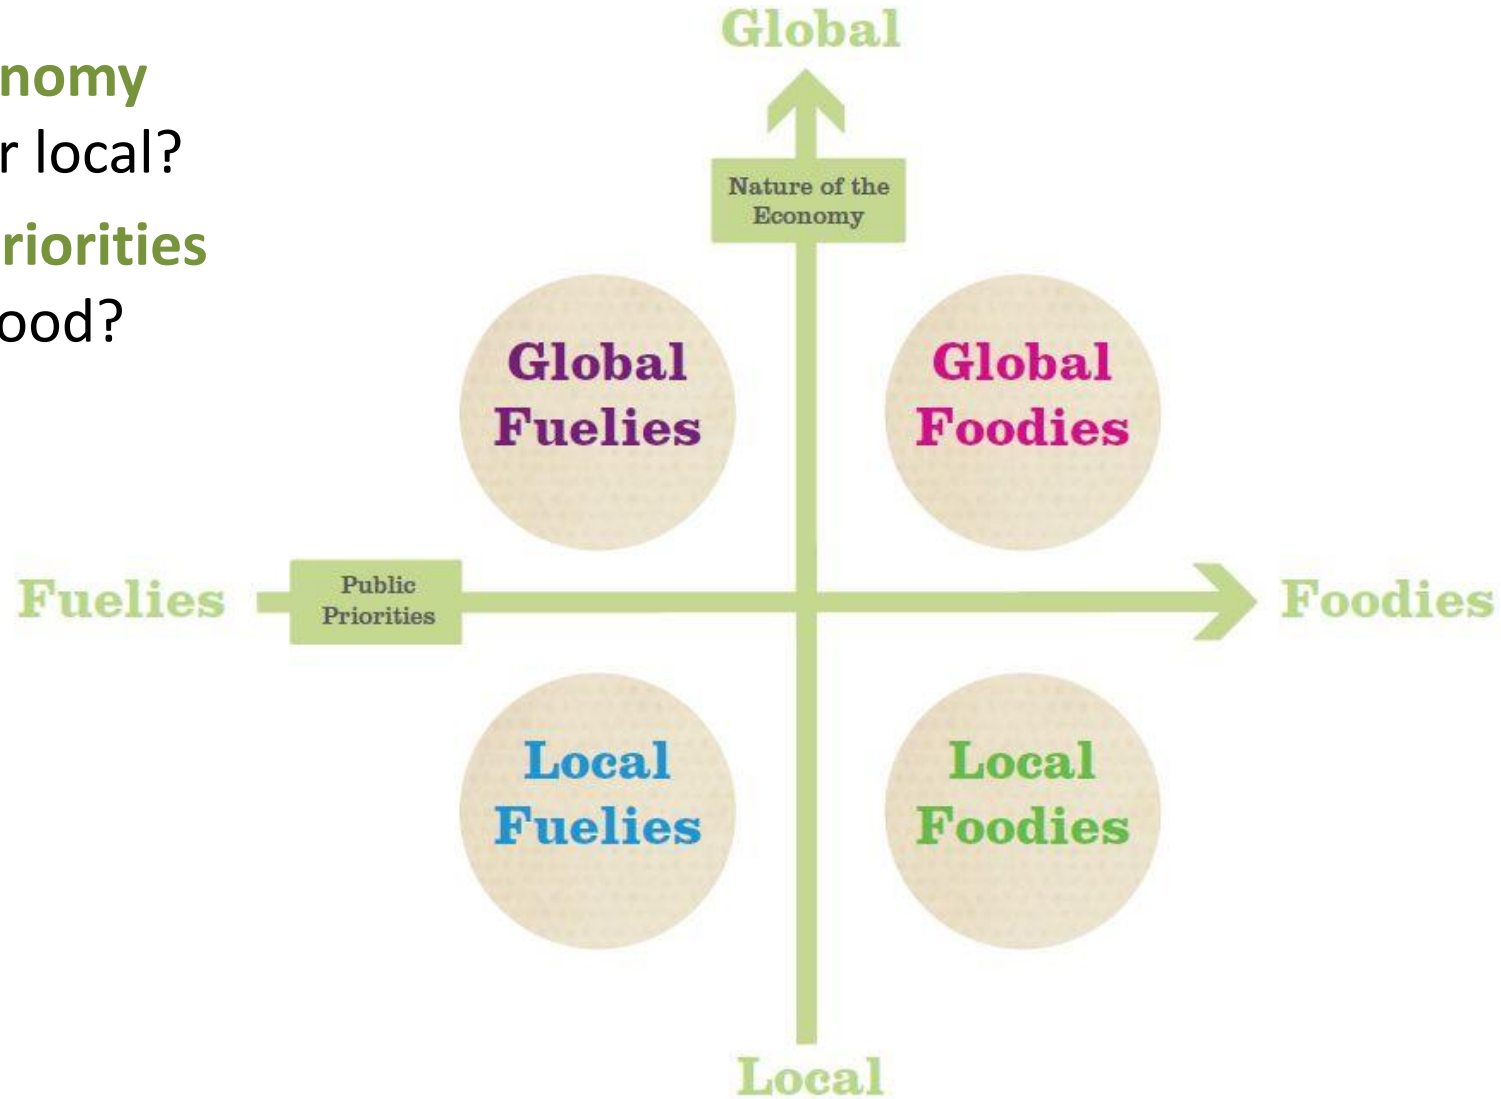 nomy
r local?
riorities
ood?
Global
Nature of the
Economy
Global
Fuelies
Global
Foodies
Fuelies
Public
Priorities
Foodies
Local
Fuelies
Local
Foodies
Local